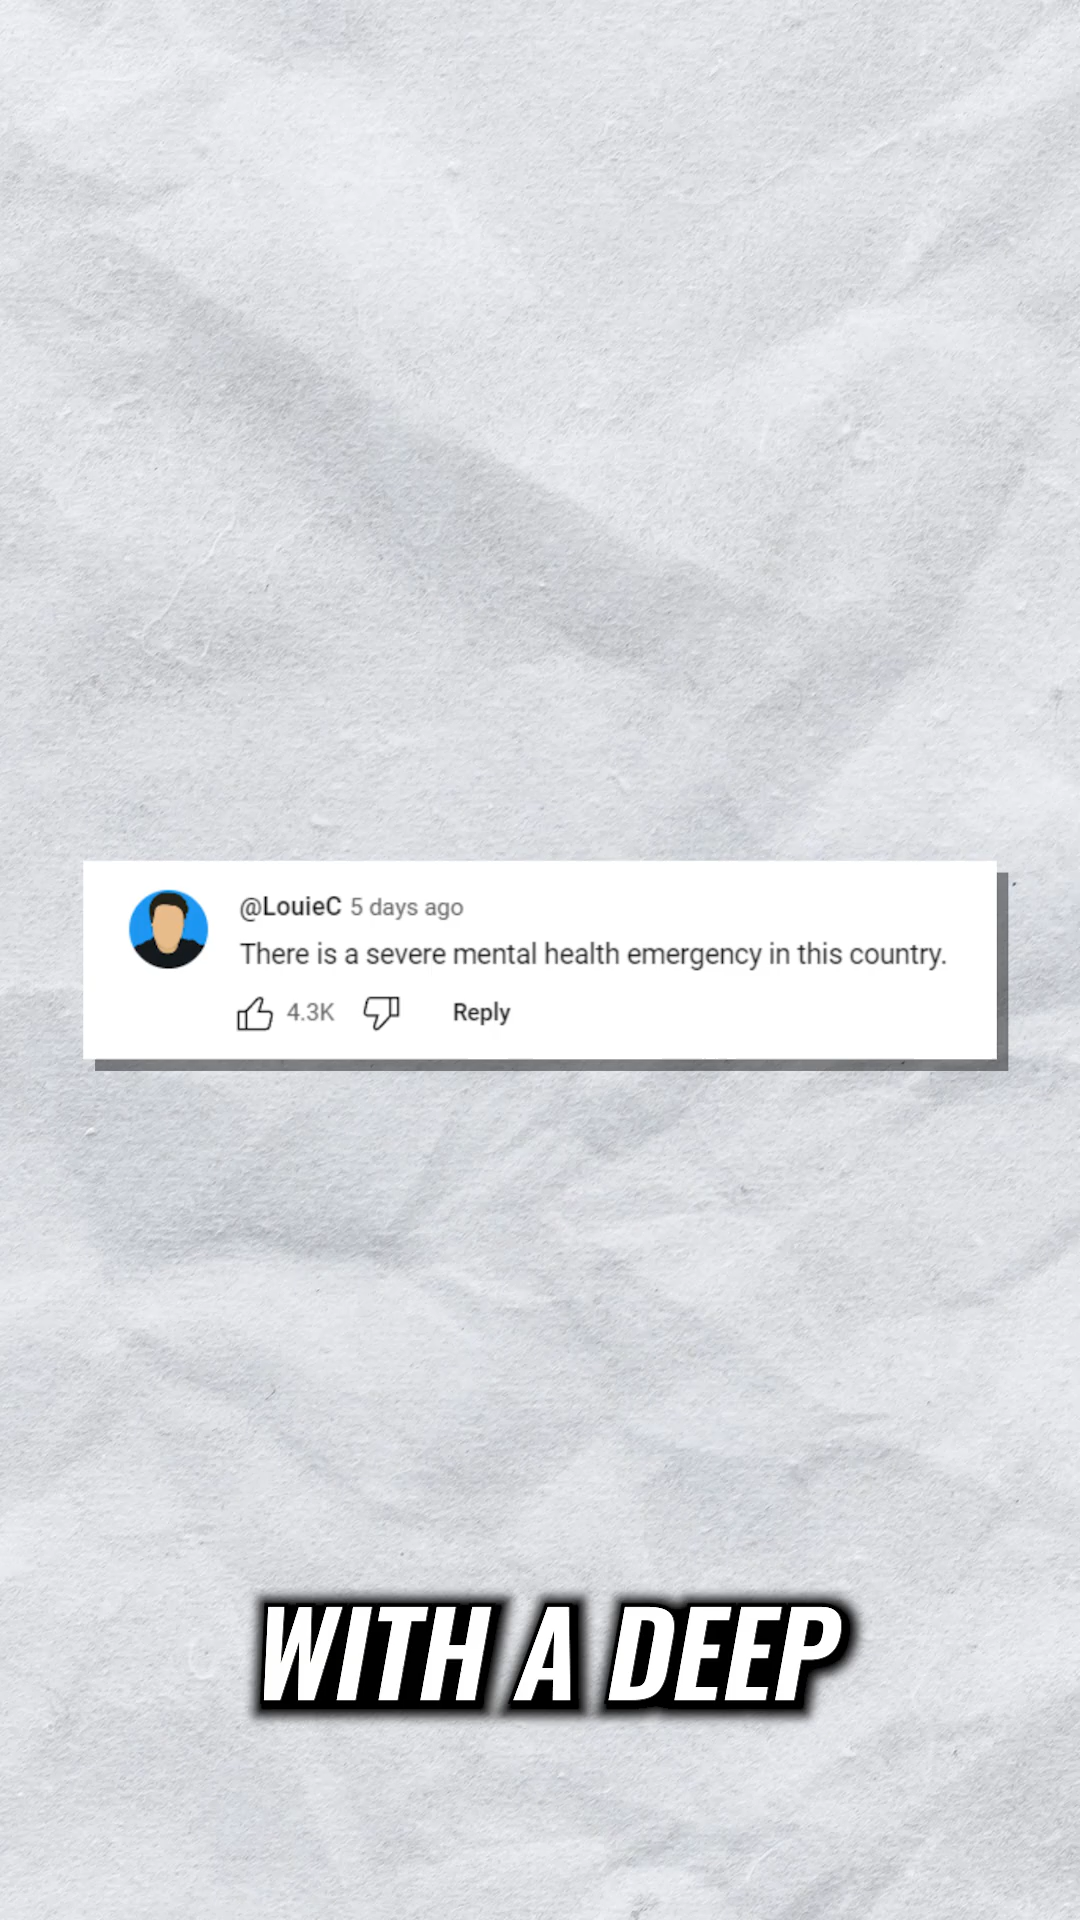 @LouieC 5 days ago
There is a severe mental health emergency in this country.
4.3K Reply
WITH A DEEP